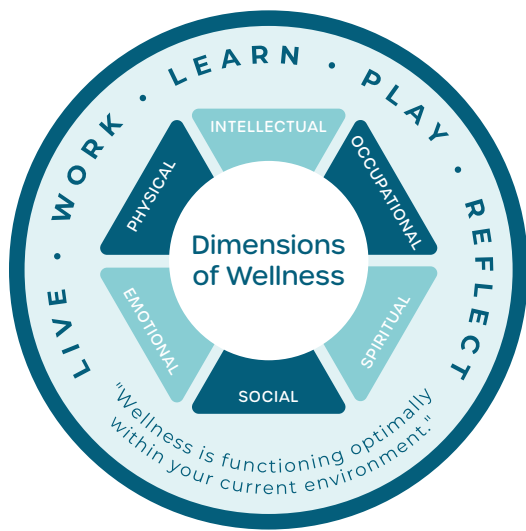 LIVE • WORK • LEARN • PLAY • REFLECT
INTELLECTUAL
OCCUPATIONAL
SPIRITUAL
SOCIAL
EMOTIONAL
PHYSICAL
Dimensions
of Wellness
"Wellness is functioning optimally
within your current environment."